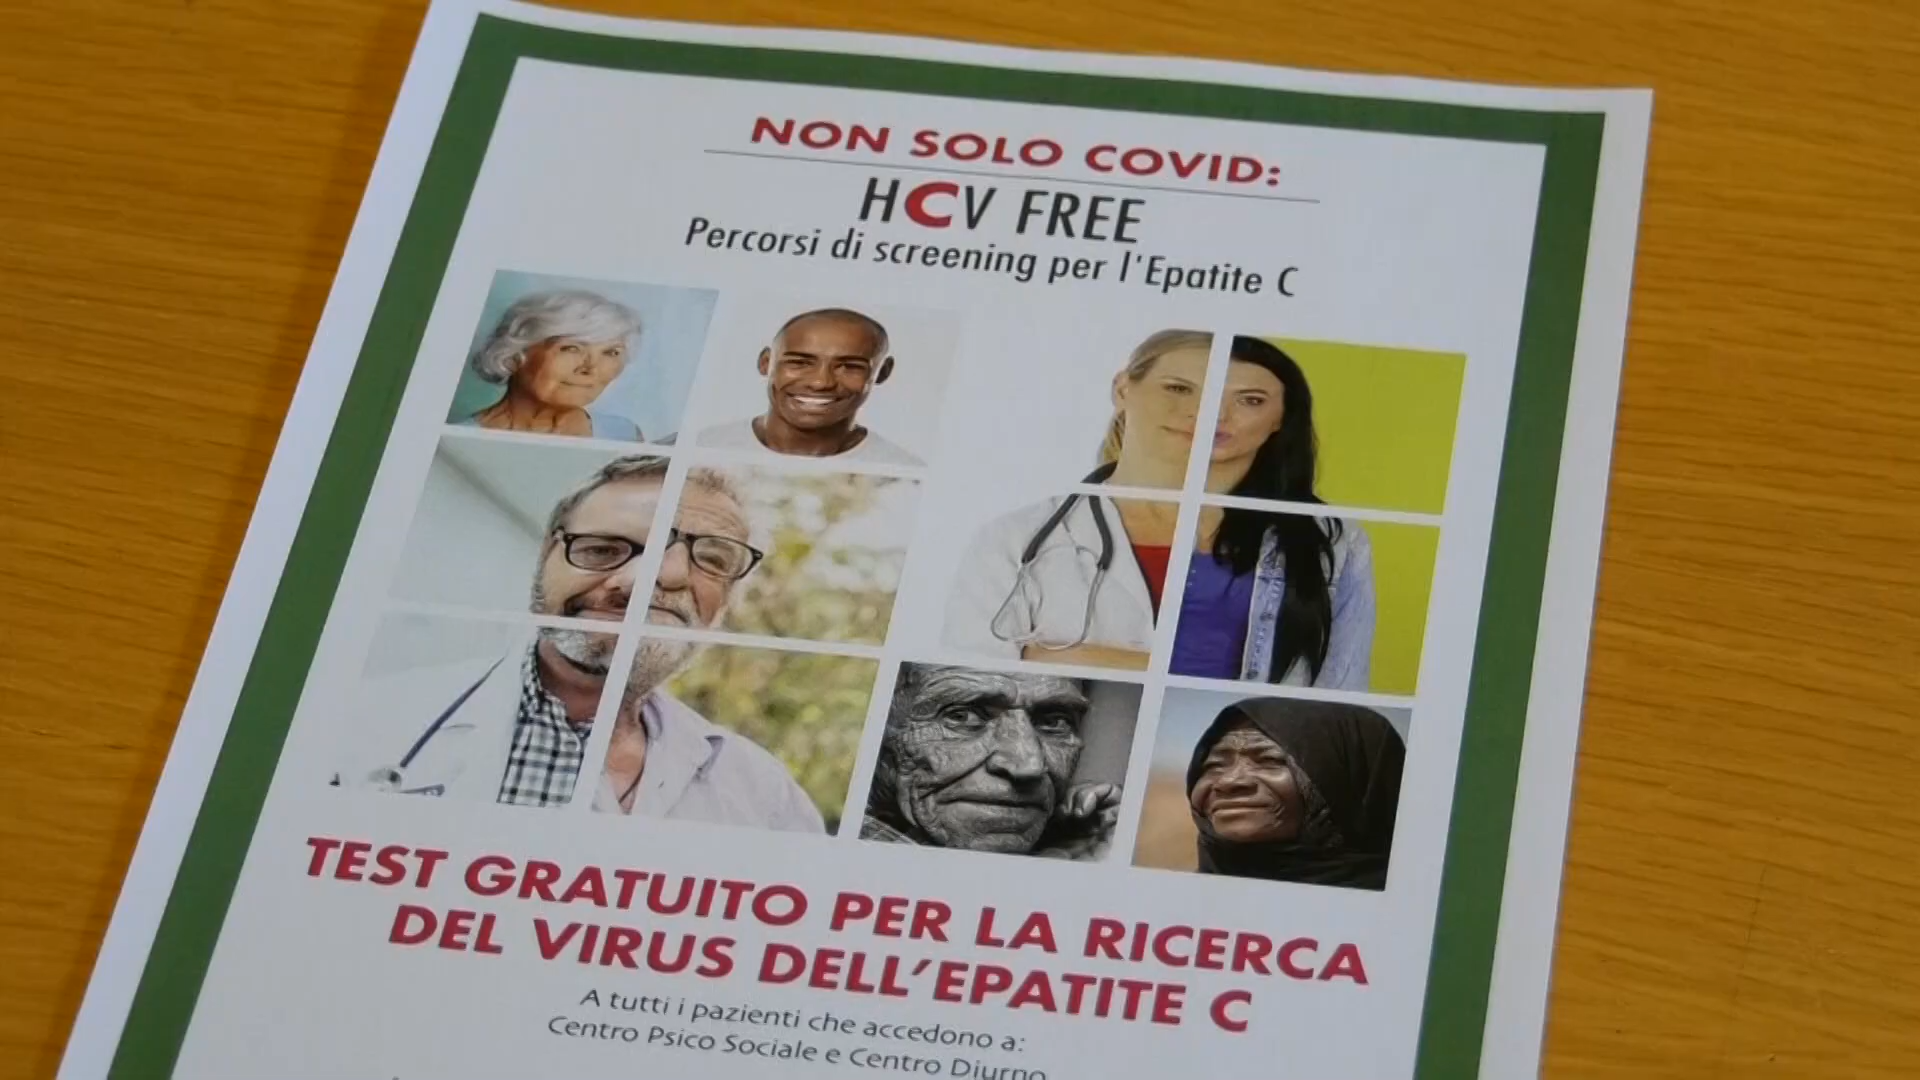 NON SOLO COVID:
HCV FREE
Percorsi di screening per l'Epatite C
TEST GRATUITO PER LA RICERCA
DEL VIRUS DELL'EPATITE C
A tutti i pazienti che accedono a:
Centro Psico Sociale e Centro Diurno